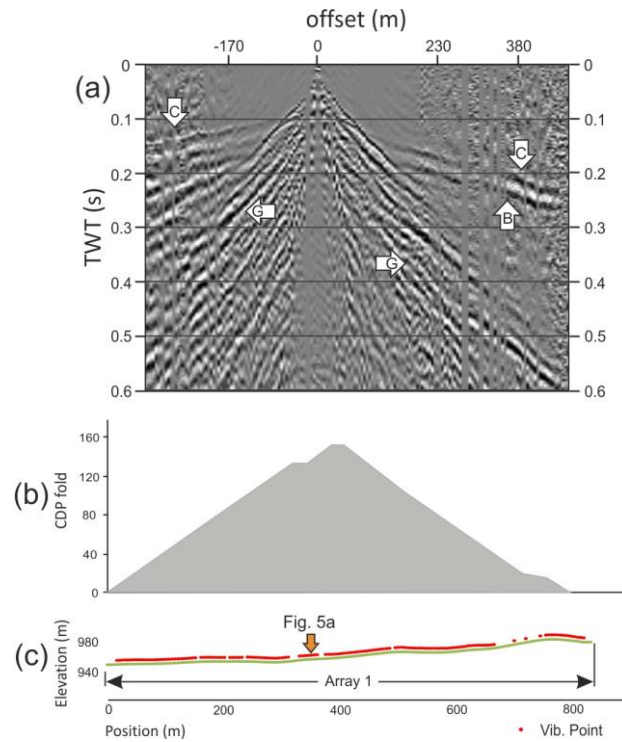 offset (m)
-170 0 230 380
(a)
TWT (s)
0 0
0.1 0.1
0.2 0.2
0.3 0.3
0.4 0.4
0.5 0.5
0.6 0.6
C
C
G
B
G
(b)
CDP fold
160
120
80
40
0
Fig. 5a
(c)
Elevation (m)
980
940
Array 1
0 200 400 600 800
Position (m)
Vib. Point